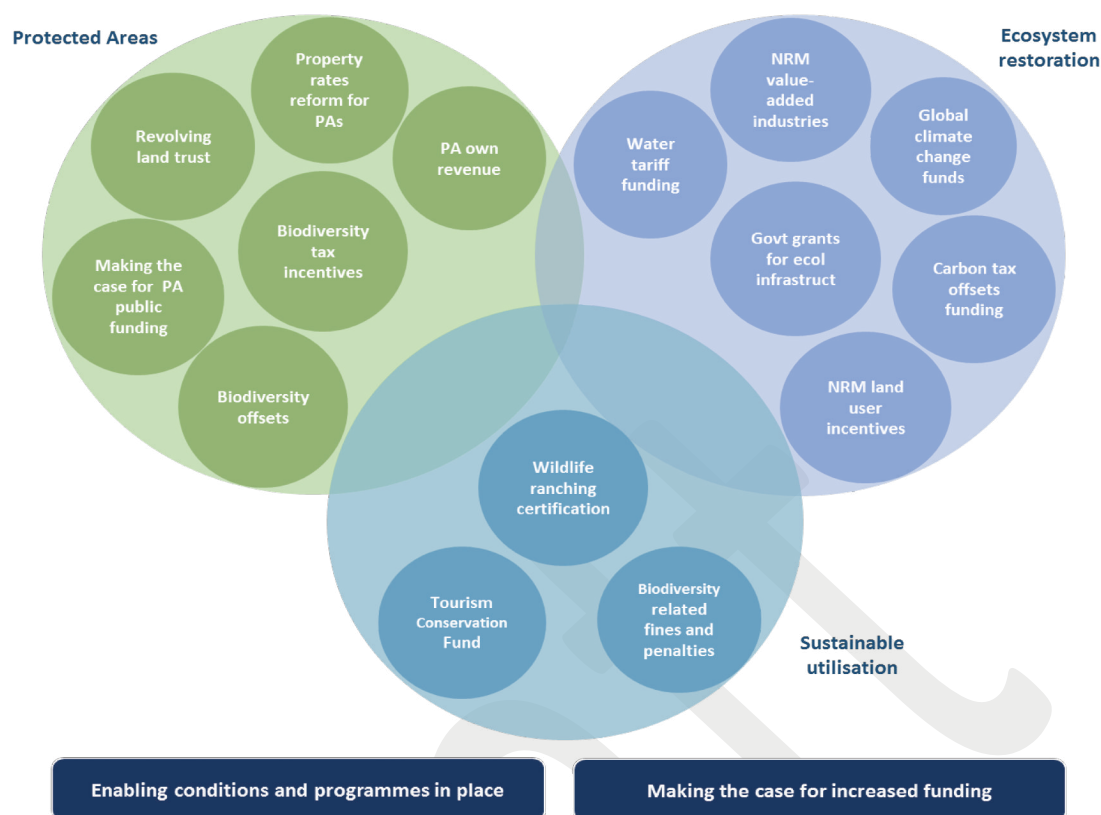 Protected Areas
Ecosystem
restoration
Property
rates
reform for
PAs
Revolving
land trust
PA own
revenue
Biodiversity
tax
incentives
Making the
case for PA
public
funding
Biodiversity
offsets
NRM
value-
added
industries
Water
tariff
funding
Global
climate
change
funds
Govt grants
for ecol
infrastruct
Carbon tax
offsets
funding
NRM land
user
incentives
Wildlife
ranching
certification
Tourism
Conservation
Fund
Biodiversity
related
fines and
penalties
Sustainable
utilisation
Enabling conditions and programmes in place
Making the case for increased funding